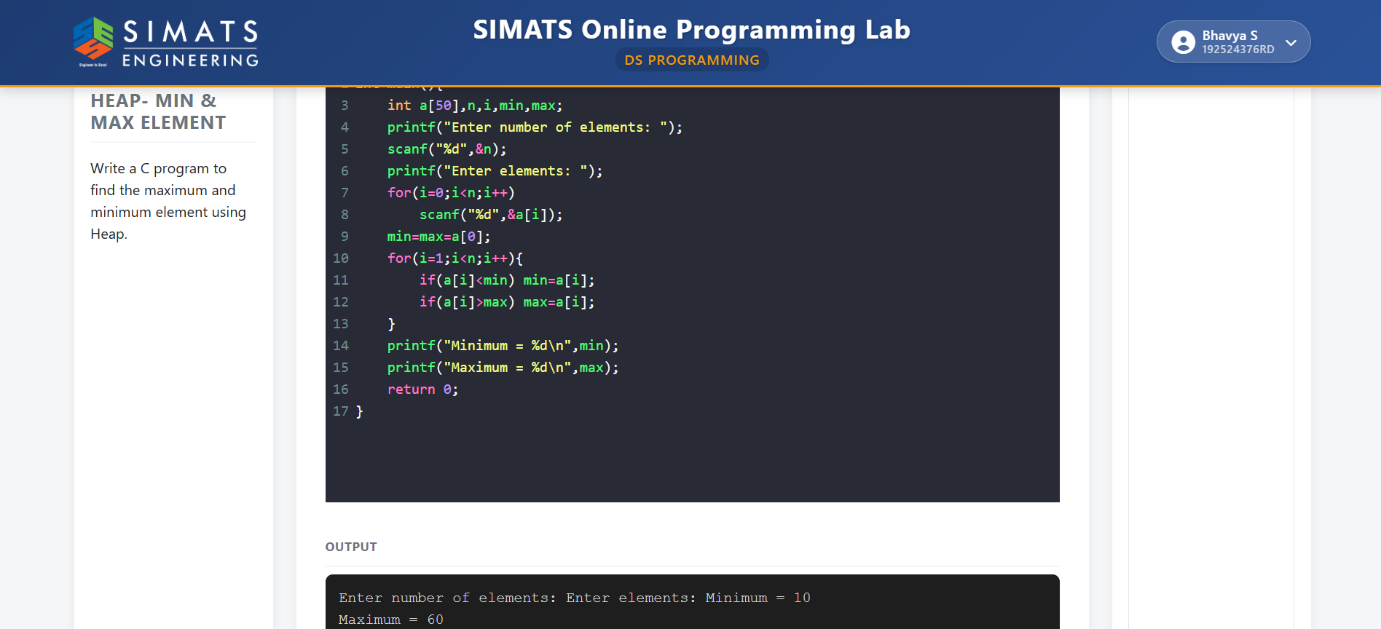 SIMATS
ENGINEERING
Engineer to Excel
SIMATS Online Programming Lab
DS PROGRAMMING
Bhavya S
192524376RD
HEAP- MIN &
MAX ELEMENT
Write a C program to
find the maximum and
minimum element using
Heap.
3 int a[50],n,i,min,max;
4 printf("Enter number of elements: ");
5 scanf("%d",&n);
6 printf("Enter elements: ");
7 for(i=0;i<n;i++)
8 scanf("%d",&a[i]);
9 min=max=a[0];
10 for(i=1;i<n;i++){
11 if(a[i]<min) min=a[i];
12 if(a[i]>max) max=a[i];
13 }
14 printf("Minimum = %d\n",min);
15 printf("Maximum = %d\n",max);
16 return 0;
17 }
OUTPUT
Enter number of elements: Enter elements: Minimum = 10
Maximum = 60